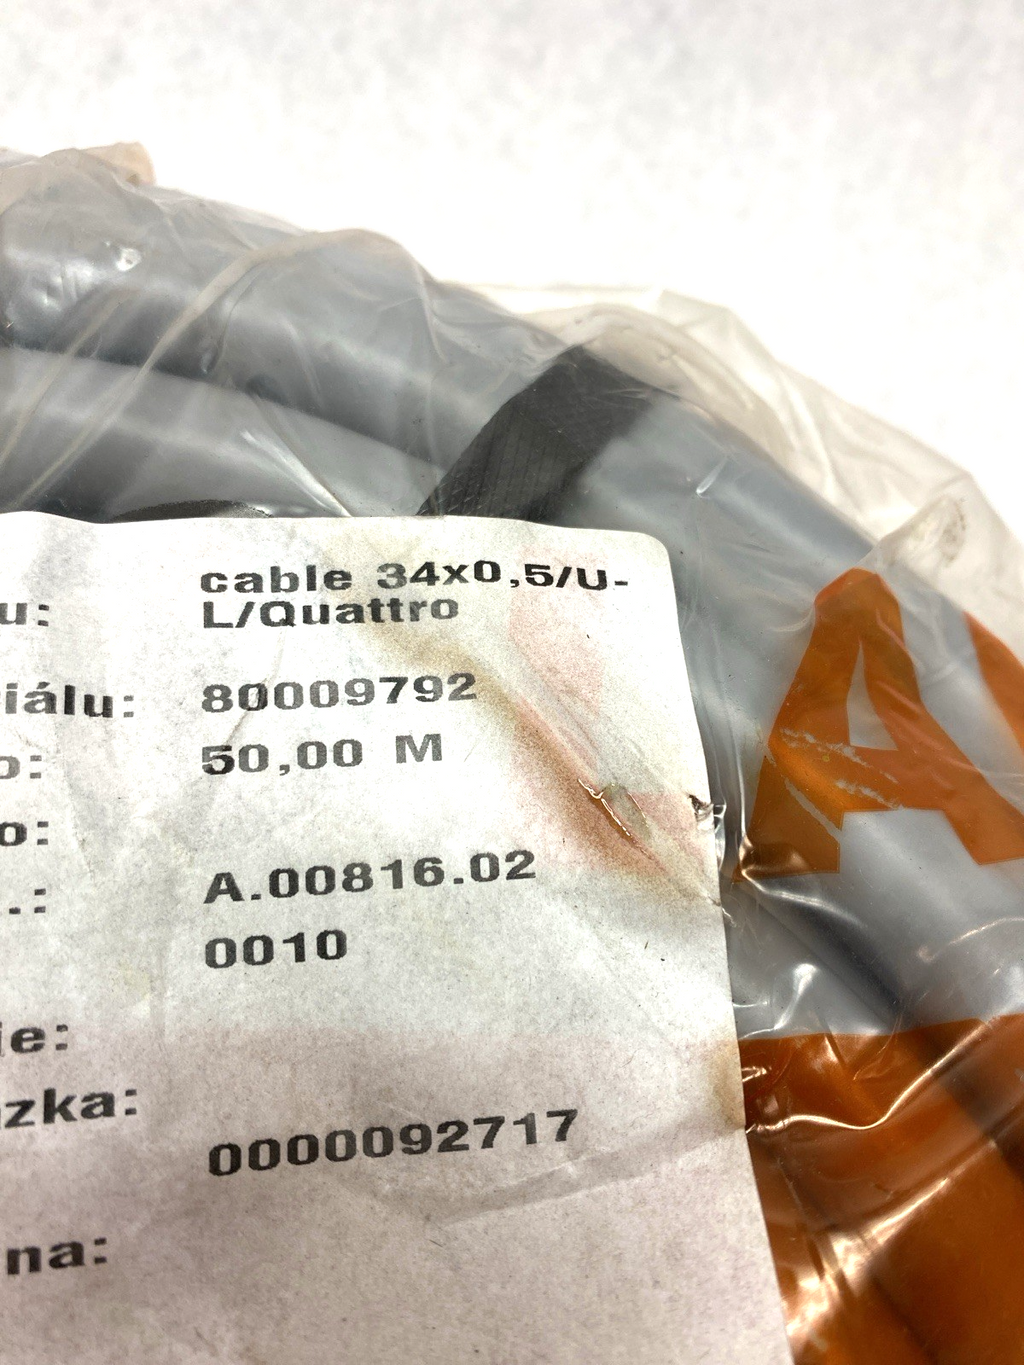 cable 34x0,5/U-
u: L/Quattro
iálu: 80009792
o: 50,00 M
o:
.: A.00816.02
0010
ie:
zka:
0000092717
na:
A